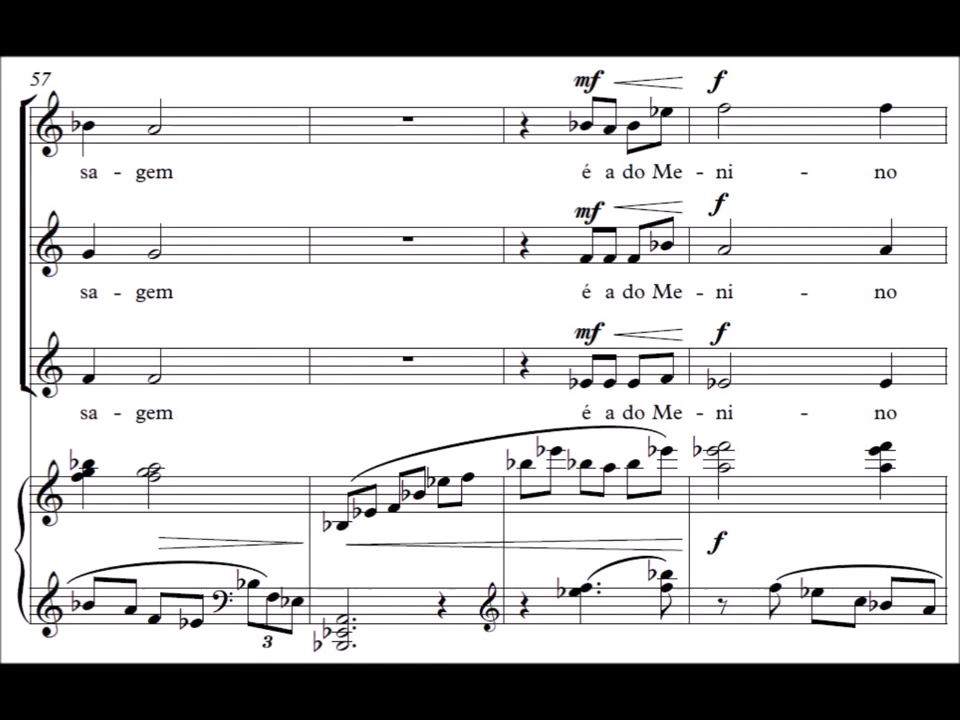 57
mf f
sa - gem é a do Me - ni - no
mf f
sa - gem é a do Me - ni - no
mf f
sa - gem é a do Me - ni - no
f
3